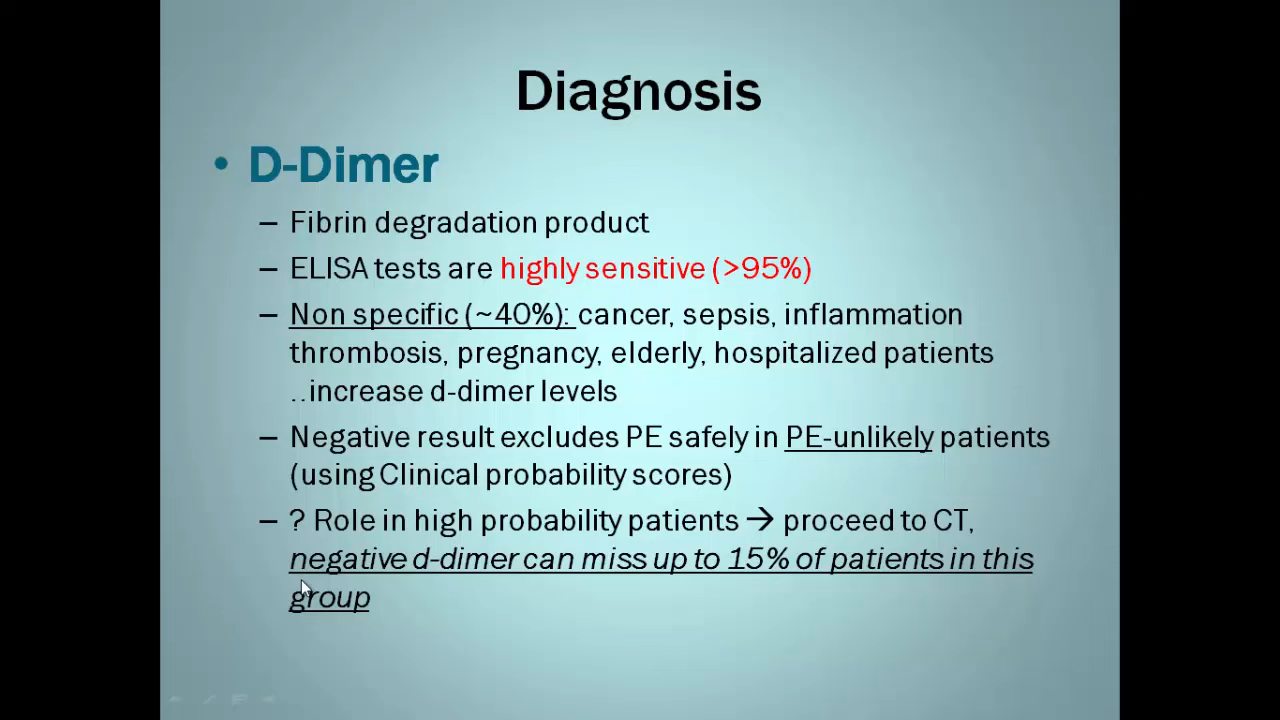 Diagnosis
• D-Dimer
– Fibrin degradation product
– ELISA tests are highly sensitive (>95%)
– Non specific (~40%): cancer, sepsis, inflammation
thrombosis, pregnancy, elderly, hospitalized patients
..increase d-dimer levels
– Negative result excludes PE safely in PE-unlikely patients
(using Clinical probability scores)
– ? Role in high probability patients → proceed to CT,
negative d-dimer can miss up to 15% of patients in this
group